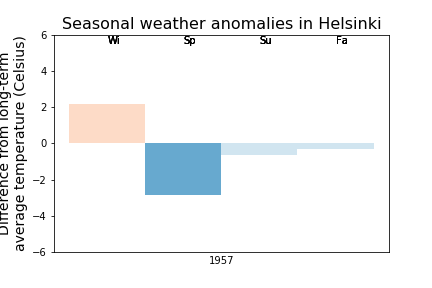 Seasonal weather anomalies in Helsinki
Difference from long-term
average temperature (Celsius)
Wi Sp Su Fa
6
4
2
0
−2
−4
−6
1957